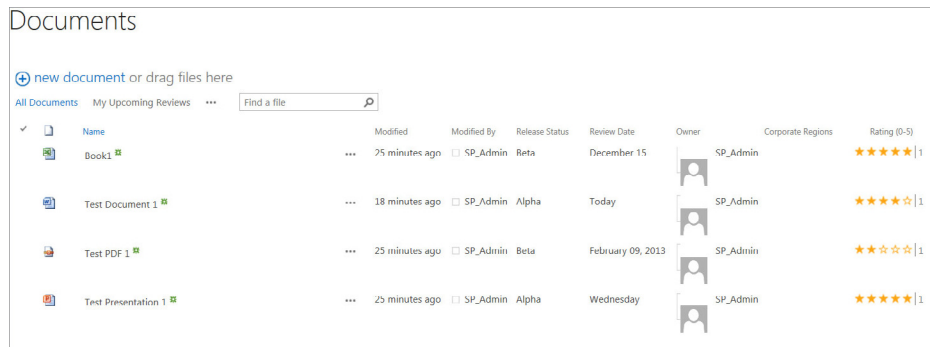 Documents
new document or drag files here
All Documents My Upcoming Reviews ••• Find a file
Name Modified Modified By Release Status Review Date Owner Corporate Regions Rating (0-5)
Book1 ••• 25 minutes ago SP_Admin Beta December 15 SP_Admin 1
Test Document 1 ••• 18 minutes ago SP_Admin Alpha Today SP_Admin 1
Test PDF 1 ••• 25 minutes ago SP_Admin Beta February 09, 2013 SP_Admin 1
Test Presentation 1 ••• 25 minutes ago SP_Admin Alpha Wednesday SP_Admin 1